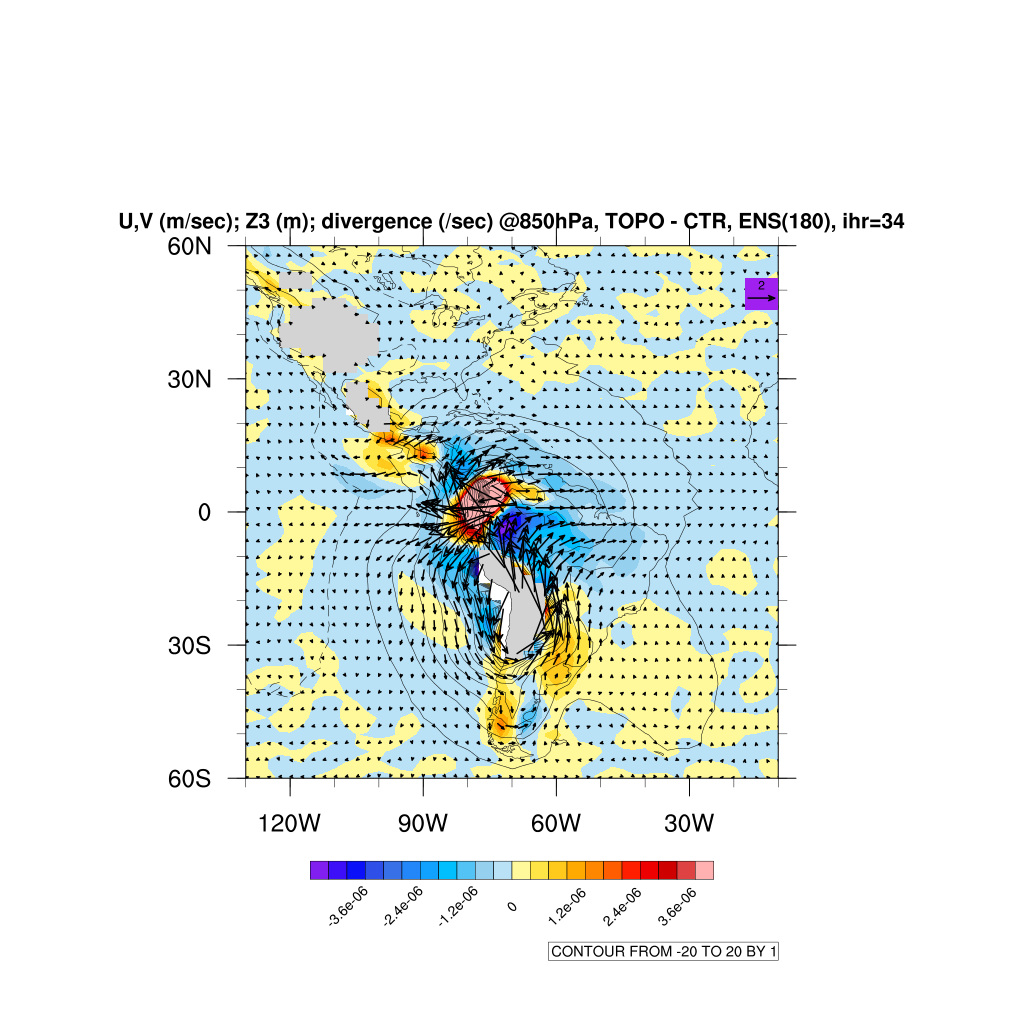 U,V (m/sec); Z3 (m); divergence (/sec) @850hPa, TOPO - CTR, ENS(180), ihr=34
60N
2
30N
0
30S
60S
120W 90W 60W 30W
-3.6e-06 -2.4e-06 -1.2e-06 0 1.2e-06 2.4e-06 3.6e-06
CONTOUR FROM -20 TO 20 BY 1